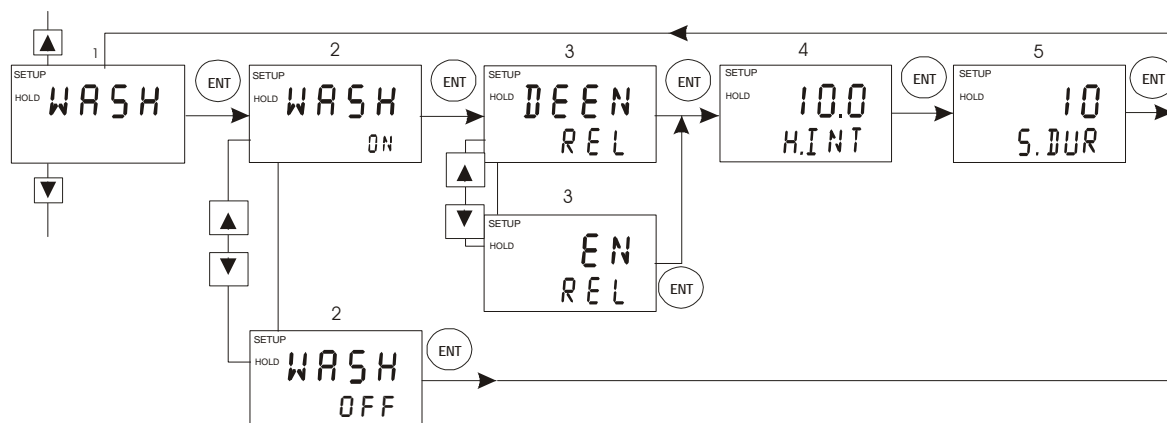 1
SETUP
HOLD WASH
ENT
2
SETUP
HOLD WASH
ON
ENT
3
SETUP
HOLD DEEN
REL
ENT
4
SETUP
HOLD 10.0
H.INT
ENT
5
SETUP
HOLD 10
S.DUR
ENT
3
SETUP
HOLD EN
REL
ENT
2
SETUP
HOLD WASH
OFF
ENT